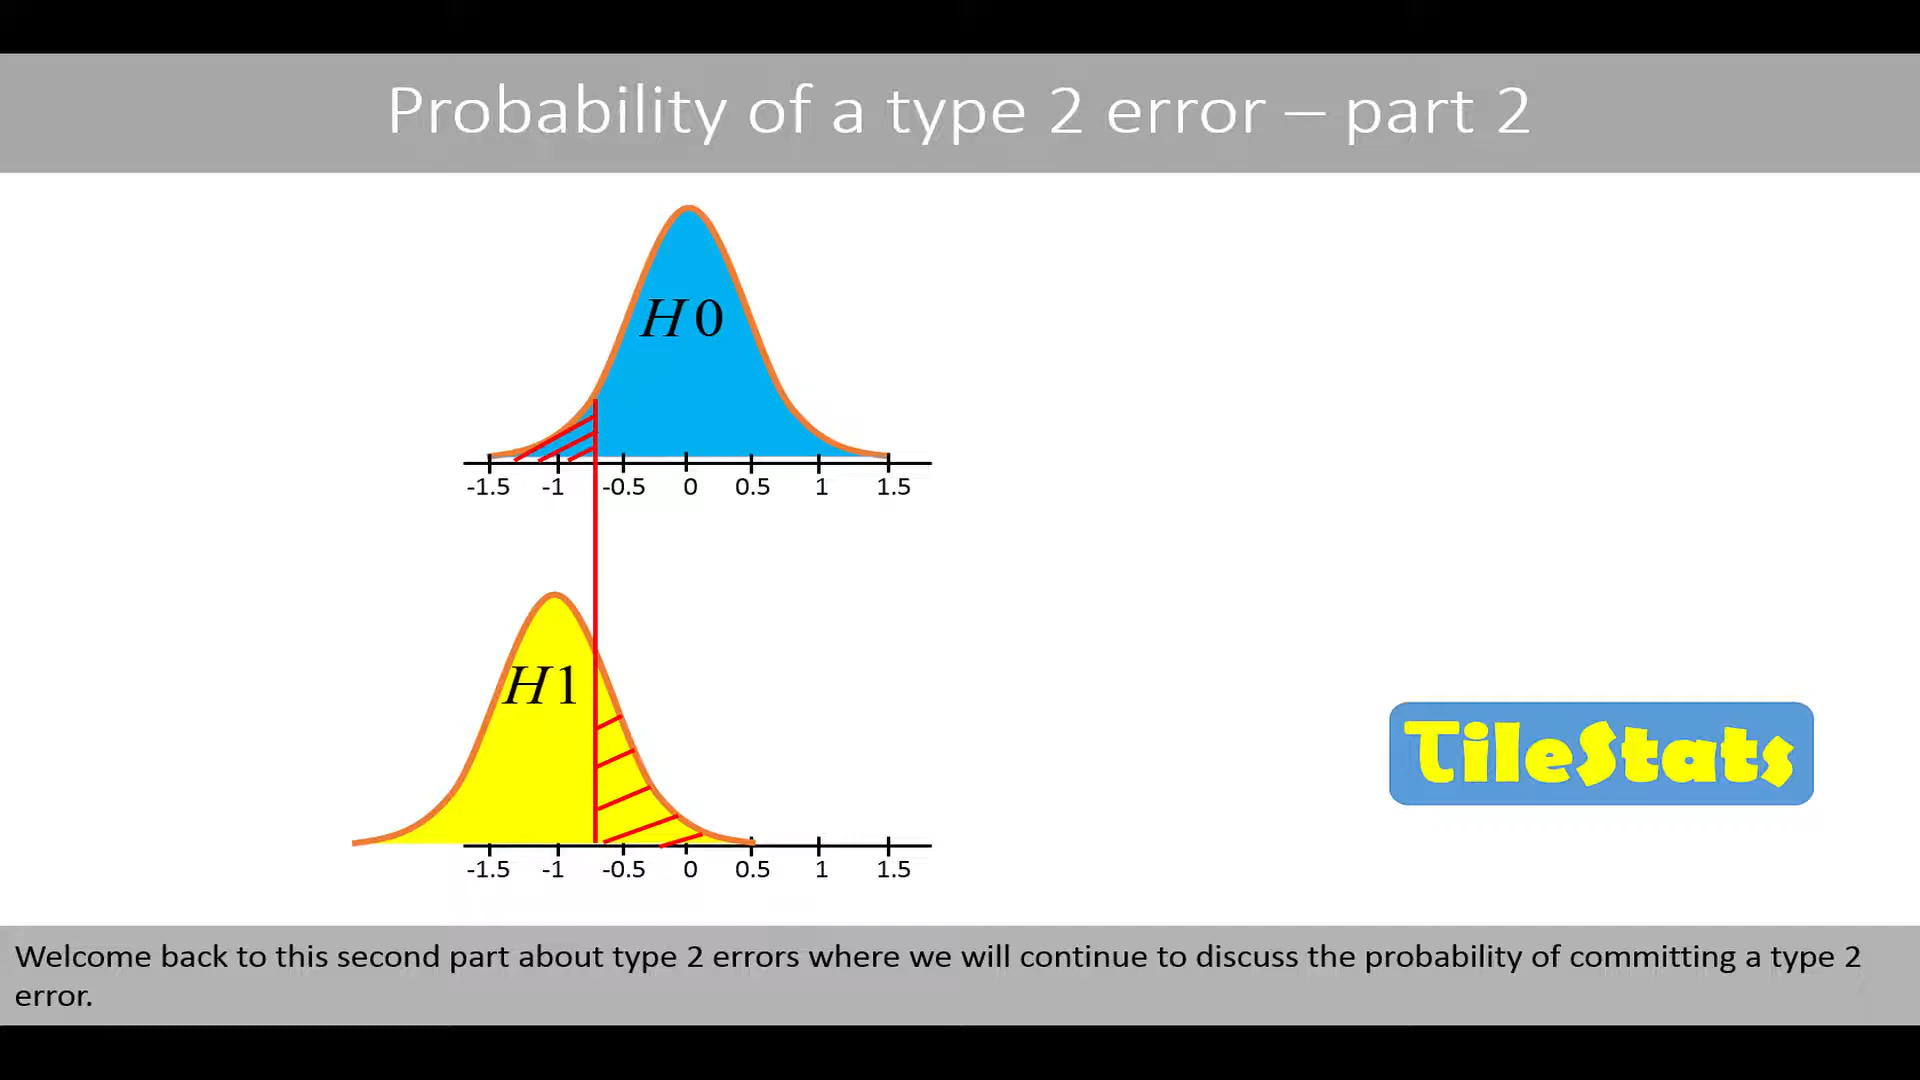 Probability of a type 2 error – part 2
H0
-1.5 -1 -0.5 0 0.5 1 1.5
H1
TileStats
-1.5 -1 -0.5 0 0.5 1 1.5
Welcome back to this second part about type 2 errors where we will continue to discuss the probability of committing a type 2
error.